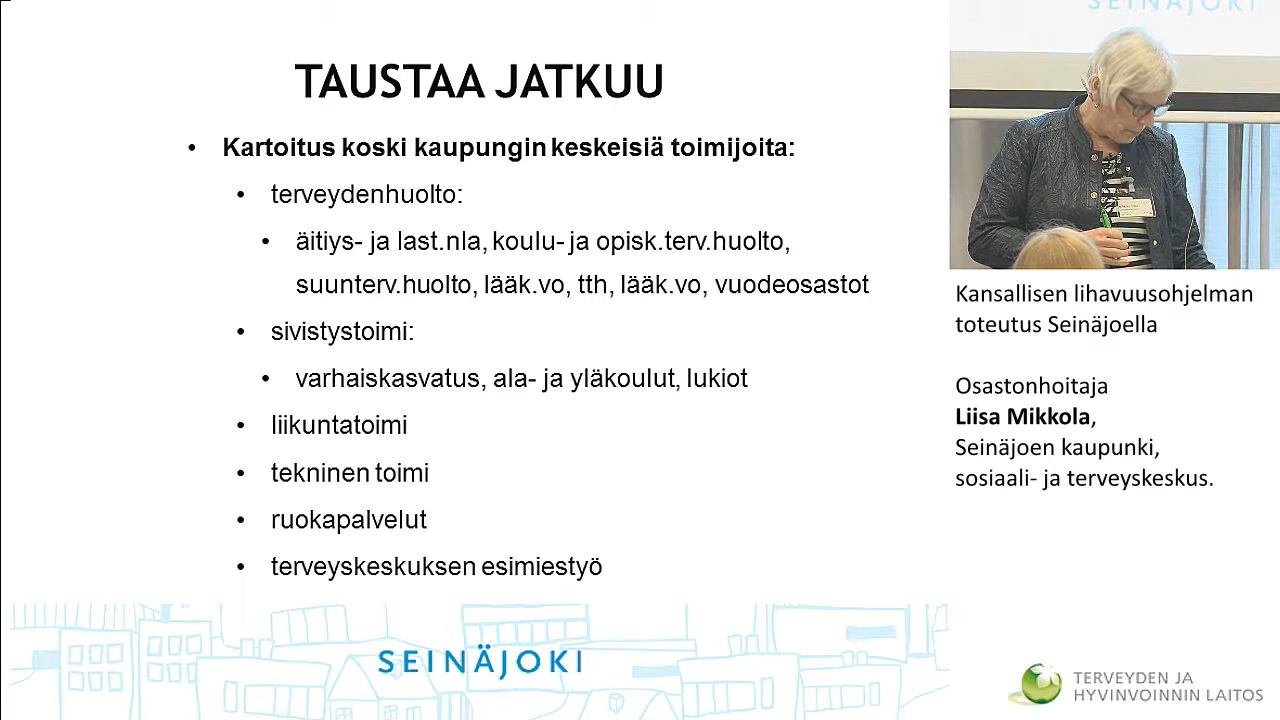 TAUSTAA JATKUU
• Kartoitus koski kaupungin keskeisiä toimijoita:
• terveydenhuolto:
• äitiys- ja last.nla, koulu- ja opisk.terv.huolto,
suunterv.huolto, lääk.vo, tth, lääk.vo, vuodeosastot
• sivistystoimi:
• varhaiskasvatus, ala- ja yläkoulut, lukiot
• liikuntatoimi
• tekninen toimi
• ruokapalvelut
• terveyskeskuksen esimiestyö
SEINÄJOKI
SEINÄJOKI
Kansallisen lihavuusohjelman
toteutus Seinäjoella
Osastonhoitaja
Liisa Mikkola,
Seinäjoen kaupunki,
sosiaali- ja terveyskeskus.
TERVEYDEN JA
HYVINVOINNIN LAITOS